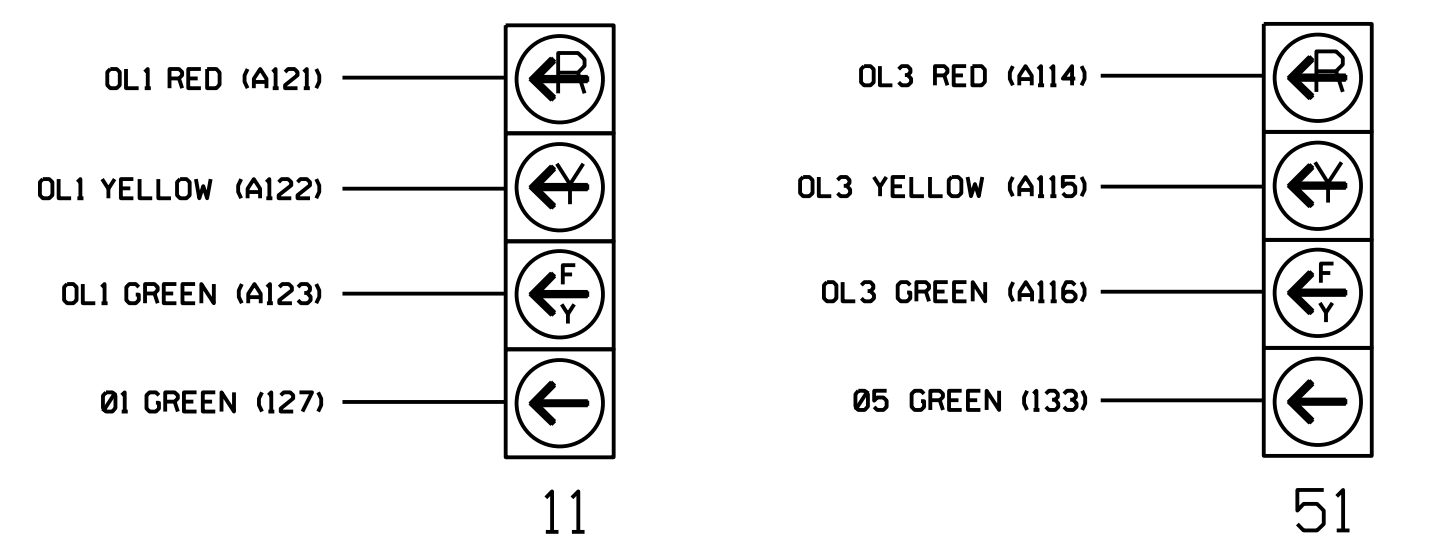 OL1 RED (A121)
R
OL1 YELLOW (A122)
Y
OL1 GREEN (A123)
F
Y
Ø1 GREEN (127)
11
OL3 RED (A114)
R
OL3 YELLOW (A115)
Y
OL3 GREEN (A116)
F
Y
Ø5 GREEN (133)
51